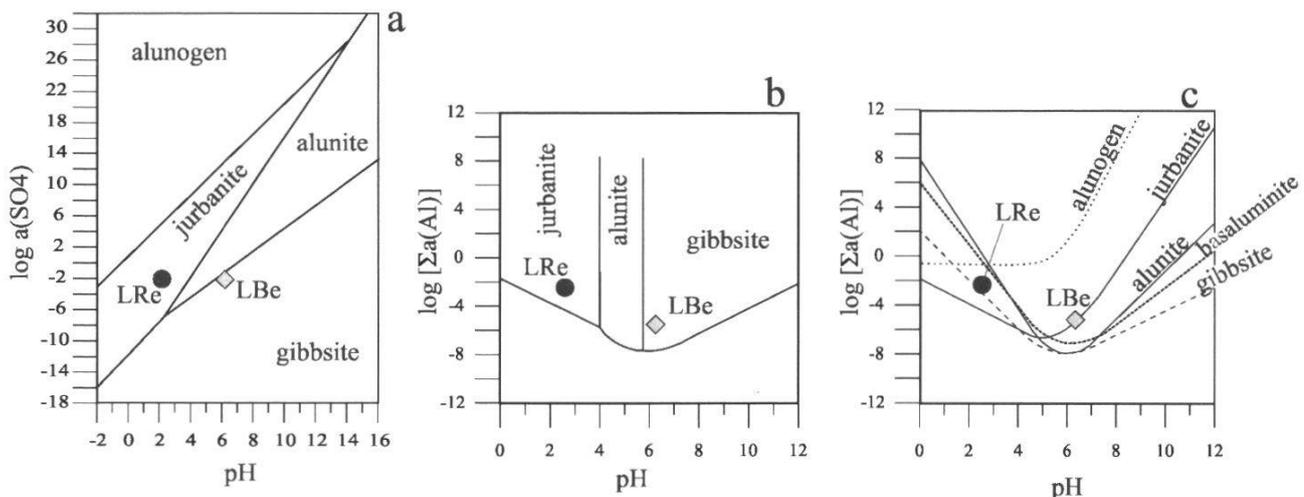 a
log a(SO4)
28
26
22
18
14
10
6
2
-2
-6
-10
-14
-18
-2 0 2 4 6 8 10 12 14 16
pH
alunogen
alunite
jurbanite
LRe
LBe
gibbsite
b
log [Σa(Al)]
12
8
4
0
-4
-8
-12
0 2 4 6 8 10 12
pH
jurbanite
alunite
gibbsite
LRe
LBe
c
log [Σa(Al)]
12
8
4
0
-4
-8
-12
0 2 4 6 8 10 12
pH
alunogen
jurbanite
LRe
basaluminite
alunite
LBe
gibbsite